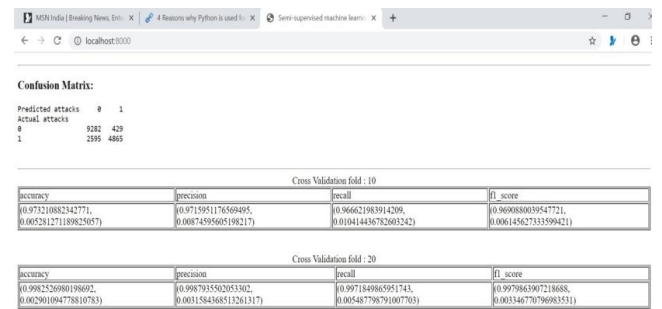 MSN India | Breaking News, Ente
4 Reasons why Python is used fo
Semi-supervised machine learnin
localhost:8000
Confusion Matrix:
Predicted attacks 0 1
Actual attacks
0 9282 429
1 2595 4865
Cross Validation fold : 10
accuracy precision recall f1_score
(0.973210882342771, (0.9715951176569495, (0.966621983914209, (0.9690880039547721,
0.005281271189825057) 0.00874595605198217) 0.010414436782603242) 0.006145627333599421)
Cross Validation fold : 20
accuracy precision recall f1_score
(0.9982526980198692, (0.9987935502053302, (0.9971849865951743, (0.9979863907218688,
0.002901094778810783) 0.0031584368513261317) 0.005487798791007703) 0.003346770796983531)